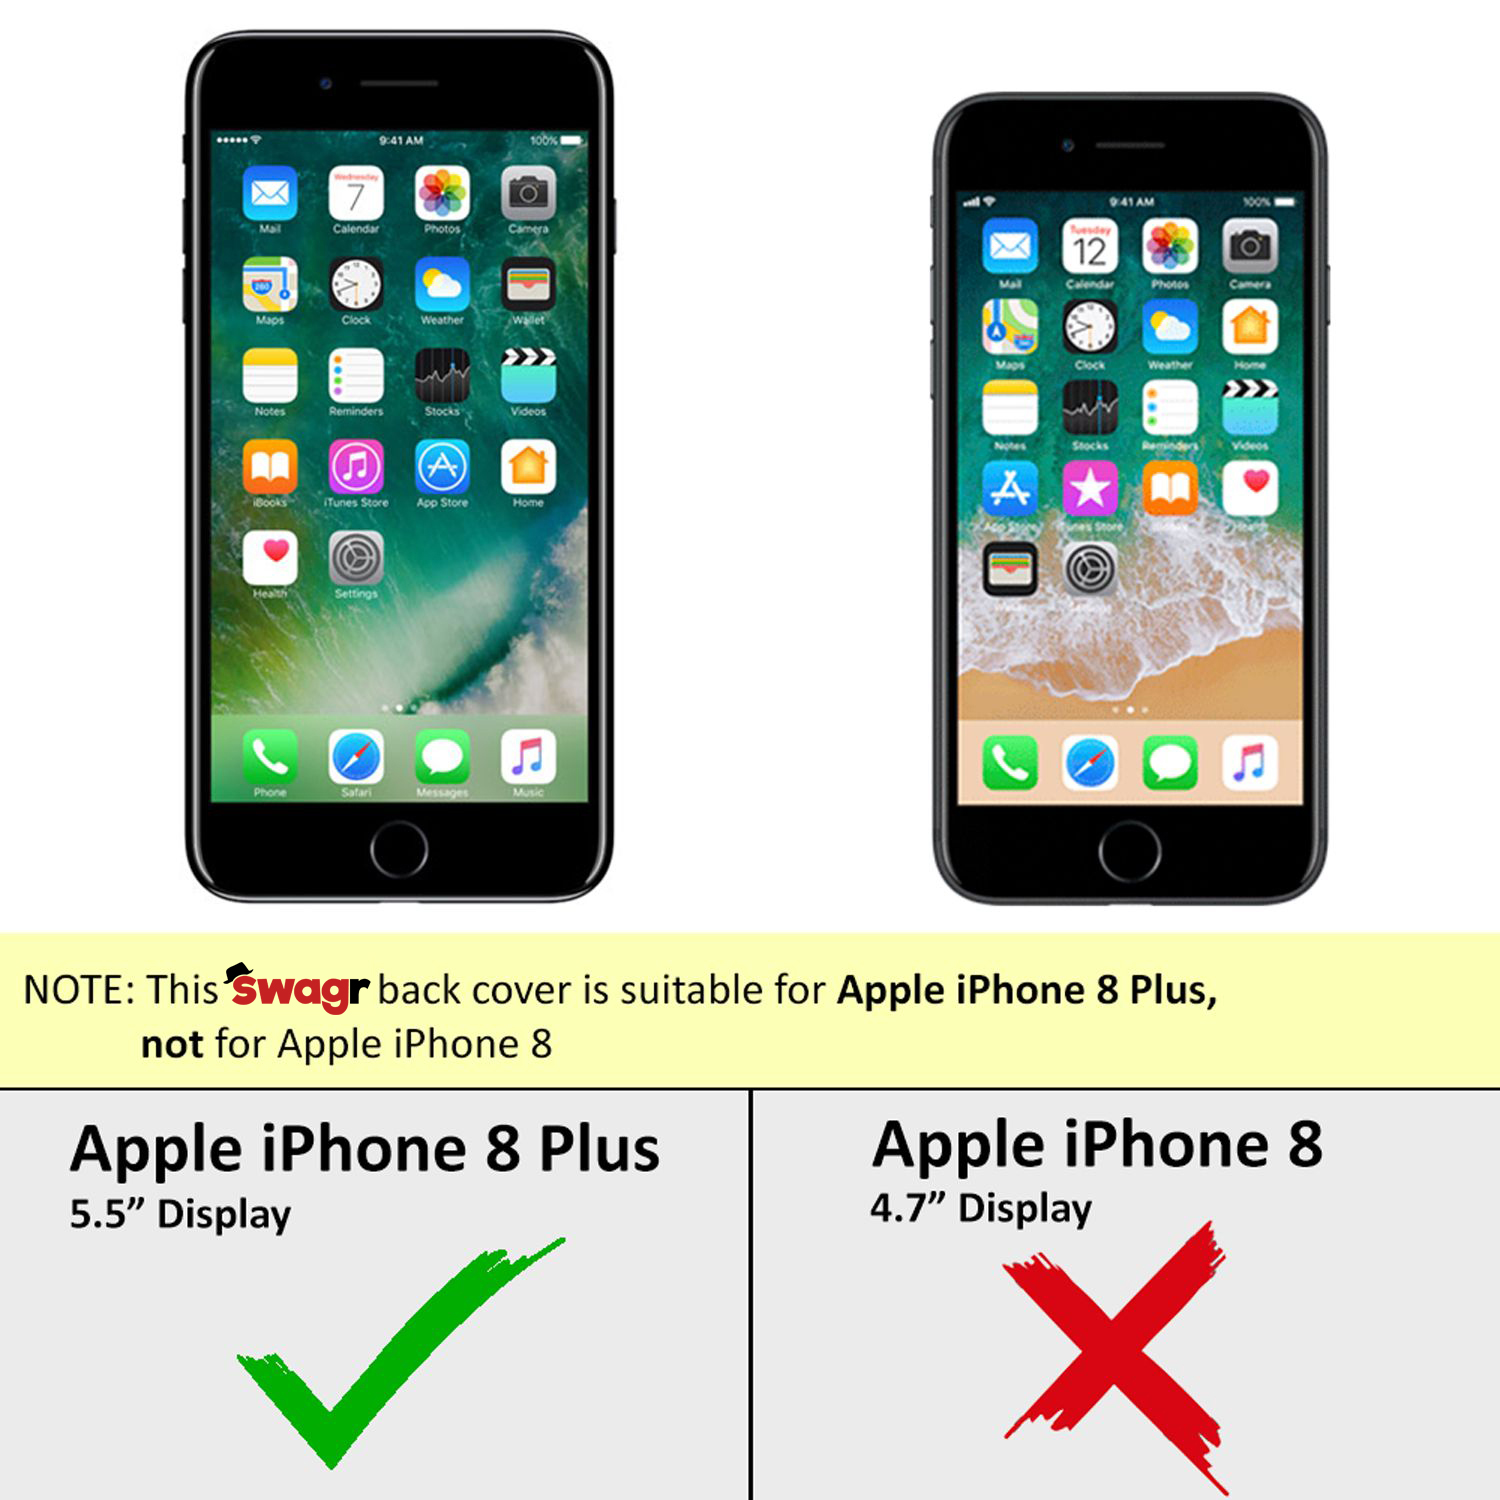 9:41 AM 100%
Wednesday
7
Mail Calendar Photos Camera
280
Maps Clock Weather Wallet
Notes Reminders Stocks Videos
iBooks iTunes Store App Store Home
Health Settings
Phone Safari Messages Music
9:41 AM 100%
Tuesday
12
Mail Calendar Photos Camera
Maps Clock Weather Home
Notes Stocks Reminders Videos
App Store iTunes Store iBooks Health
NOTE: This swagr back cover is suitable for Apple iPhone 8 Plus,
not for Apple iPhone 8
Apple iPhone 8 Plus
5.5” Display
Apple iPhone 8
4.7” Display